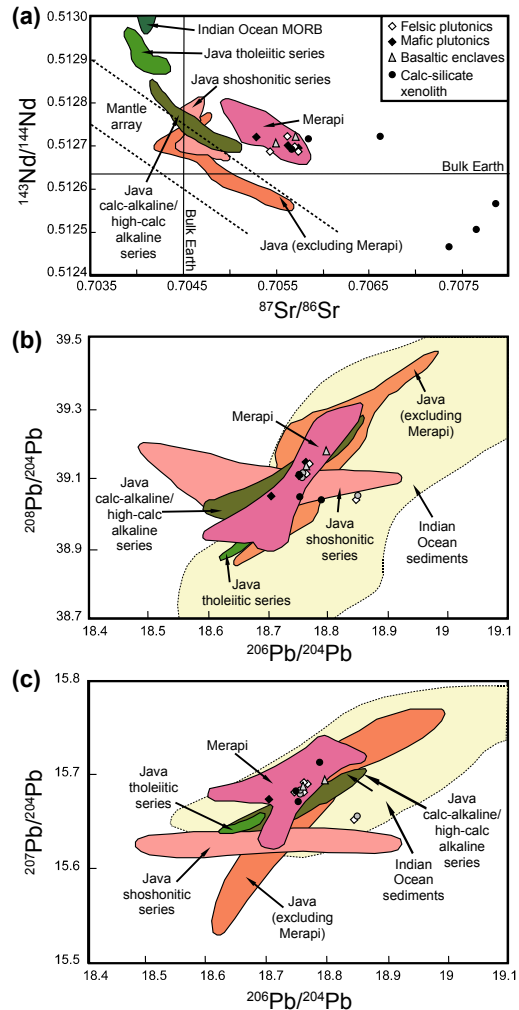 (a)
0.5130
0.5129
0.5128
0.5127
0.5126
0.5125
0.5124
143Nd/144Nd
Indian Ocean MORB
Java tholeiitic series
Java shoshonitic series
Mantle
array
Merapi
Java
calc-alkaline/
high-calc
alkaline
series
Bulk Earth
Bulk Earth
Java (excluding Merapi)
Felsic plutonics
Mafic plutonics
Basaltic enclaves
Calc-silicate
xenolith
0.7035
0.7045
0.7055
0.7065
0.7075
87Sr/86Sr
(b)
39.5
39.3
39.1
38.9
38.7
208Pb/204Pb
Merapi
Java
(excluding
Merapi)
Java
calc-alkaline/
high-calc
alkaline
series
Java
shoshonitic
series
Indian
Ocean
sediments
Java
tholeiitic series
18.4
18.5
18.6
18.7
18.8
18.9
19
19.1
206Pb/204Pb
(c)
15.8
15.7
15.6
15.5
207Pb/204Pb
Merapi
Java
tholeiitic
series
Java
shoshonitic
series
Java
calc-alkaline/
high-calc
alkaline
series
Indian
Ocean
sediments
Java
(excluding
Merapi)
18.4
18.5
18.6
18.7
18.8
18.9
19
19.1
206Pb/204Pb